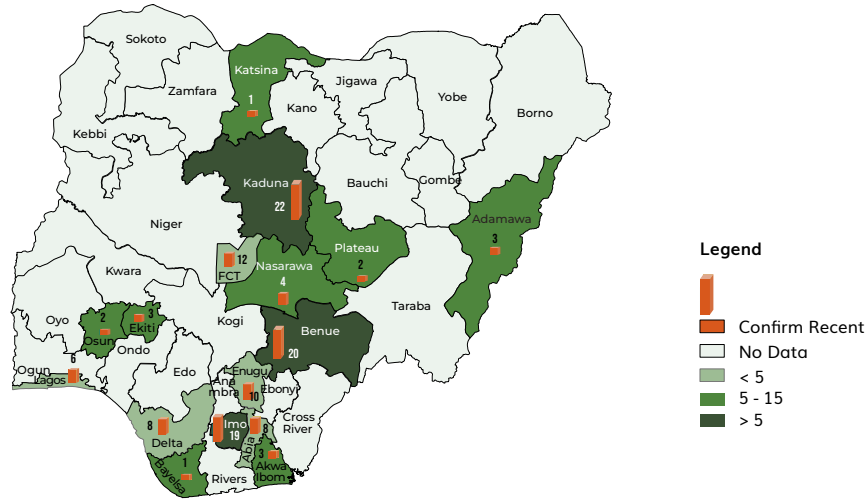 Sokoto
Katsina
Zamfara
1
Jigawa
Kano
Yobe
Borno
Kebbi
Kaduna
22
Bauchi
Gombe
Niger
Adamawa
3
Plateau
2
FCT
12
Nasarawa
4
Kwara
Taraba
Oyo
2
Osun
3
Ekiti
Kogi
Benue
20
Ondo
6
Ogun
Lagos
Edo
Enugu
10
Ana
mbra
Ebonyi
Cross
River
8
Delta
Imo
19
8
Abia
1
Bayelsa
3
Akwa
Ibom
Rivers
Legend
Confirm Recent
No Data
< 5
5 - 15
> 5